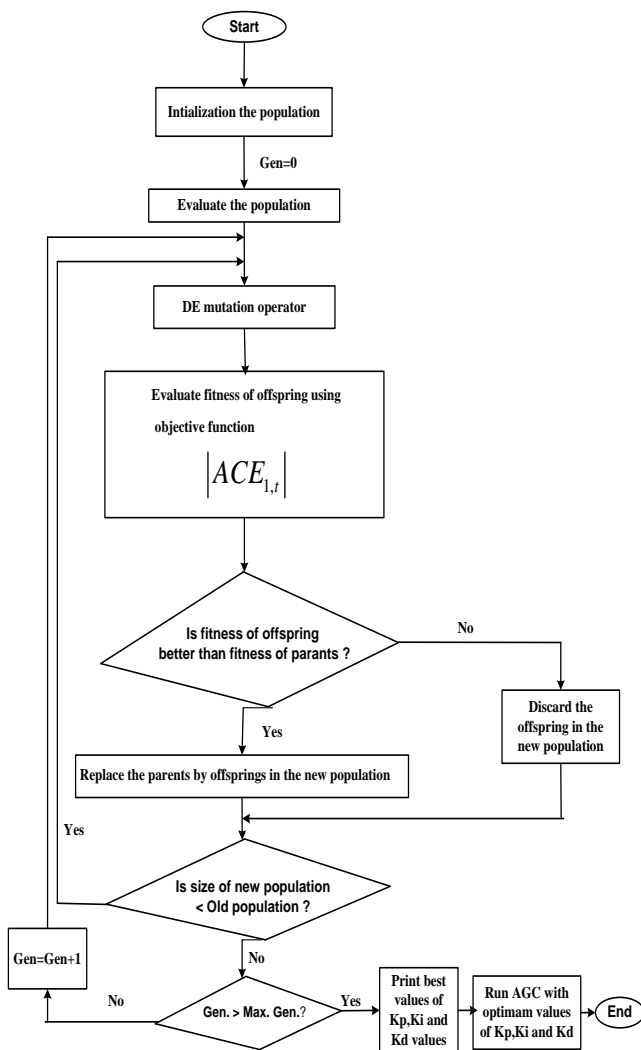 Start
Intialization the population
Gen=0
Evaluate the population
DE mutation operator
Evaluate fitness of offspring using
objective function
|ACE1,t|
Is fitness of offspring
better than fitness of parants ?
No
Discard the
offspring in the
new population
Yes
Replace the parents by offsprings in the new population
Yes
Is size of new population
< Old population ?
No
Gen=Gen+1
No
Gen. > Max. Gen.?
Yes
Print best
values of
Kp,Ki and
Kd values
Run AGC with
optimam values
of Kp,Ki and Kd
End